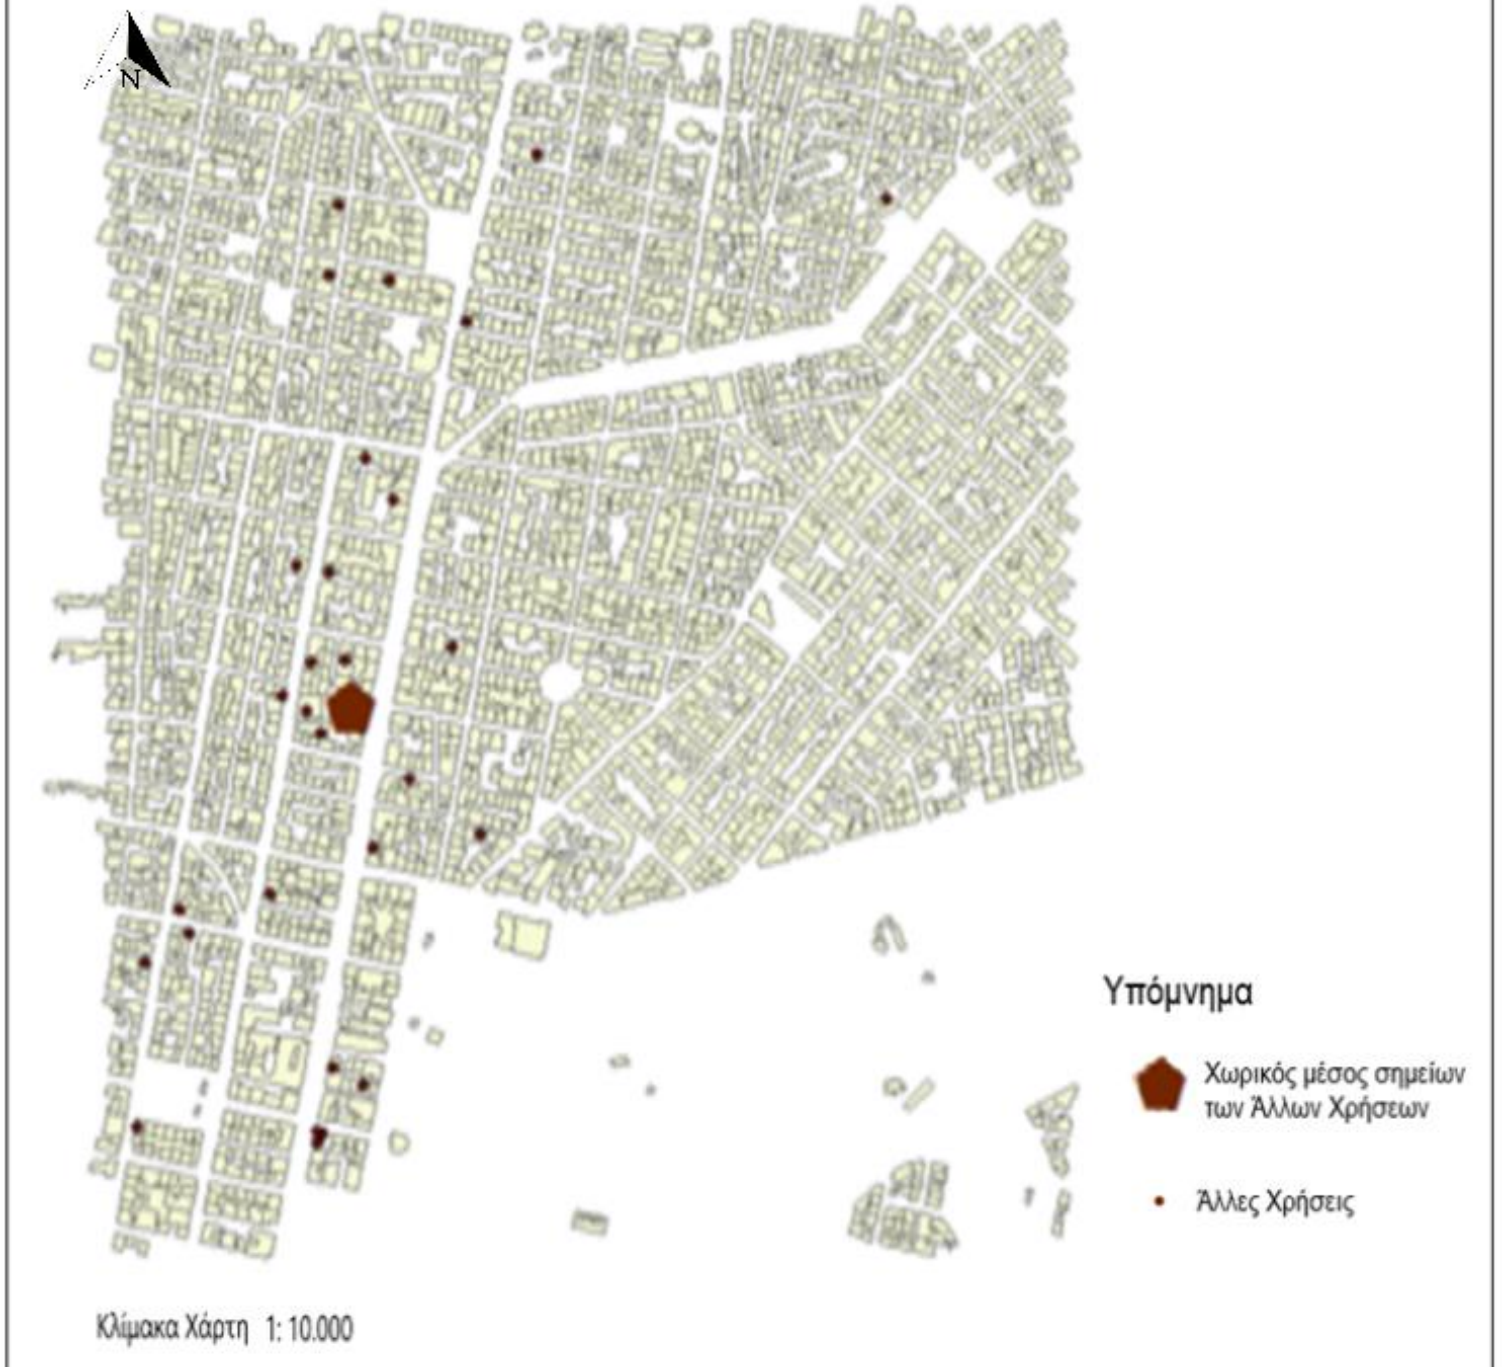 N
Υπόμνημα
Χωρικός μέσος σημείων
των Άλλων Χρήσεων
Άλλες Χρήσεις
Κλίμακα Χάρτη 1: 10.000